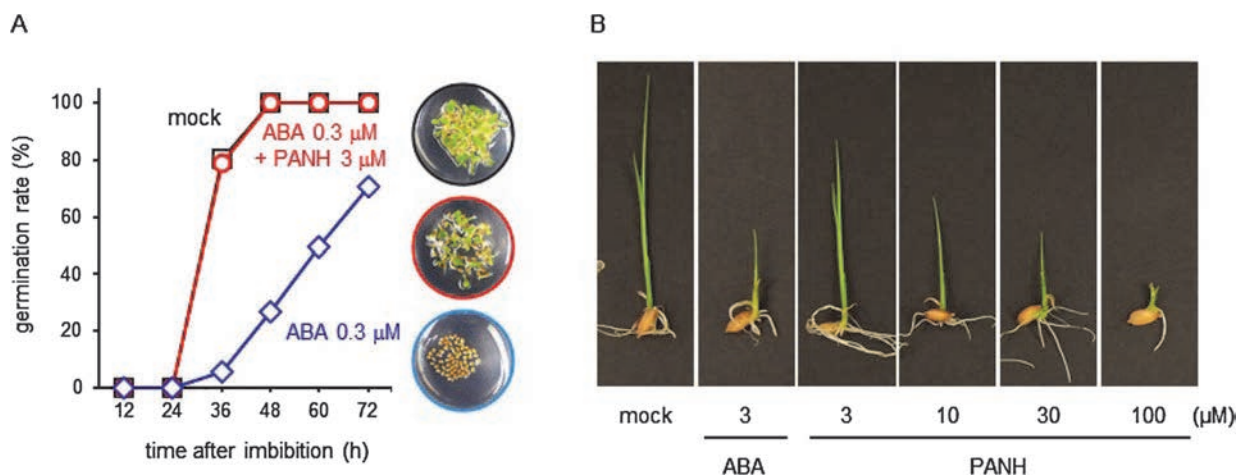 A
B
germination rate (%)
100
80
60
40
20
0
mock
ABA 0.3 μM
+ PANH 3 μM
ABA 0.3 μM
12 24 36 48 60 72
time after imbibition (h)
mock 3 3 10 30 100 (μM)
ABA PANH